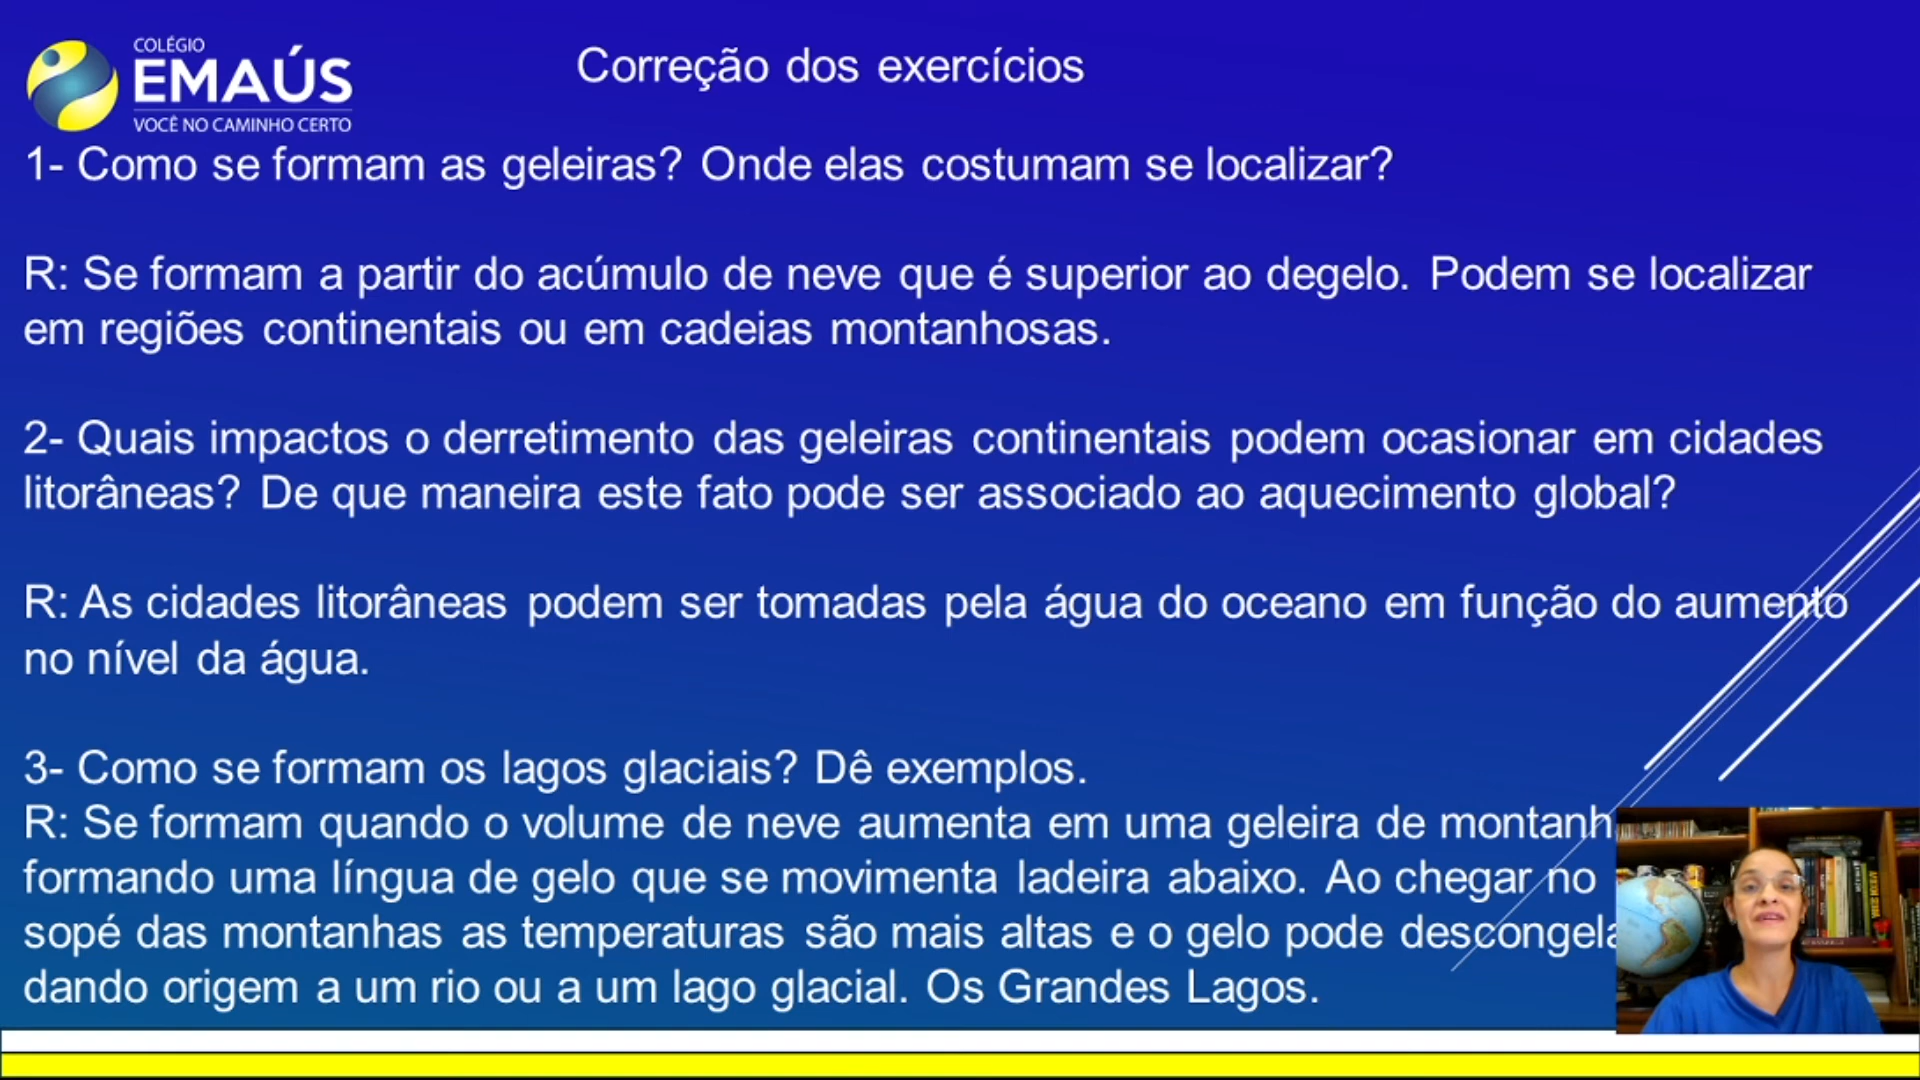 COLÉGIO
EMAÚS
VOCÊ NO CAMINHO CERTO
Correção dos exercícios
1- Como se formam as geleiras? Onde elas costumam se localizar?
R: Se formam a partir do acúmulo de neve que é superior ao degelo. Podem se localizar
em regiões continentais ou em cadeias montanhosas.
2- Quais impactos o derretimento das geleiras continentais podem ocasionar em cidades
litorâneas? De que maneira este fato pode ser associado ao aquecimento global?
R: As cidades litorâneas podem ser tomadas pela água do oceano em função do aumento
no nível da água.
3- Como se formam os lagos glaciais? Dê exemplos.
R: Se formam quando o volume de neve aumenta em uma geleira de montanh
formando uma língua de gelo que se movimenta ladeira abaixo. Ao chegar no
sopé das montanhas as temperaturas são mais altas e o gelo pode descongela
dando origem a um rio ou a um lago glacial. Os Grandes Lagos.